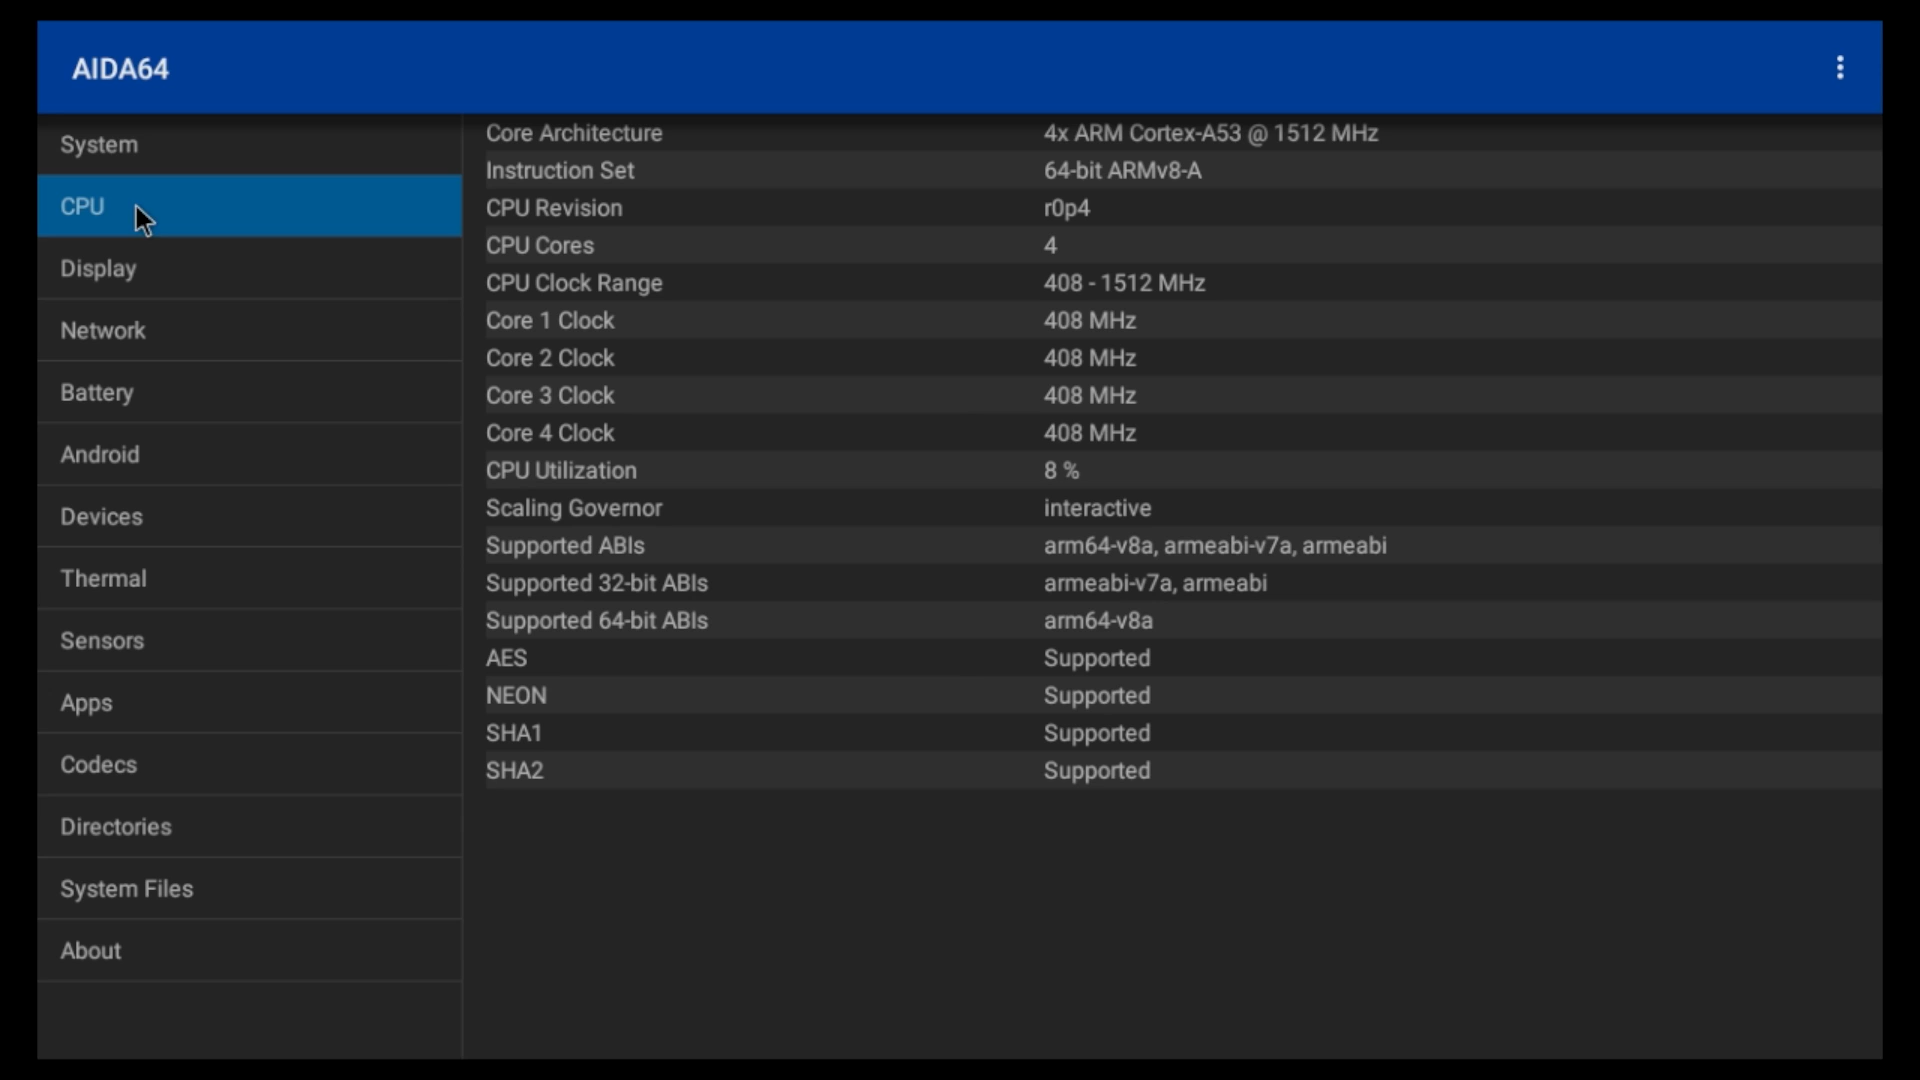 AIDA64
System
CPU
Display
Network
Battery
Android
Devices
Thermal
Sensors
Apps
Codecs
Directories
System Files
About
Core Architecture 4x ARM Cortex-A53 @ 1512 MHz
Instruction Set 64-bit ARMv8-A
CPU Revision r0p4
CPU Cores 4
CPU Clock Range 408 - 1512 MHz
Core 1 Clock 408 MHz
Core 2 Clock 408 MHz
Core 3 Clock 408 MHz
Core 4 Clock 408 MHz
CPU Utilization 8 %
Scaling Governor interactive
Supported ABIs arm64-v8a, armeabi-v7a, armeabi
Supported 32-bit ABIs armeabi-v7a, armeabi
Supported 64-bit ABIs arm64-v8a
AES Supported
NEON Supported
SHA1 Supported
SHA2 Supported